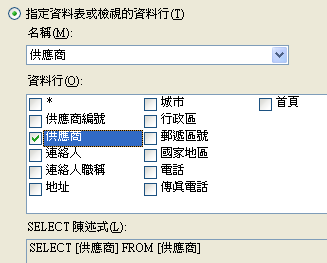 指定資料表或檢視的資料行(T)
名稱(M):
供應商
資料行(O):
*
供應商編號
供應商
連絡人
連絡人職稱
地址
城市
行政區
郵遞區號
國家地區
電話
傳真電話
首頁
SELECT 陳述式(L):
SELECT [供應商] FROM [供應商]